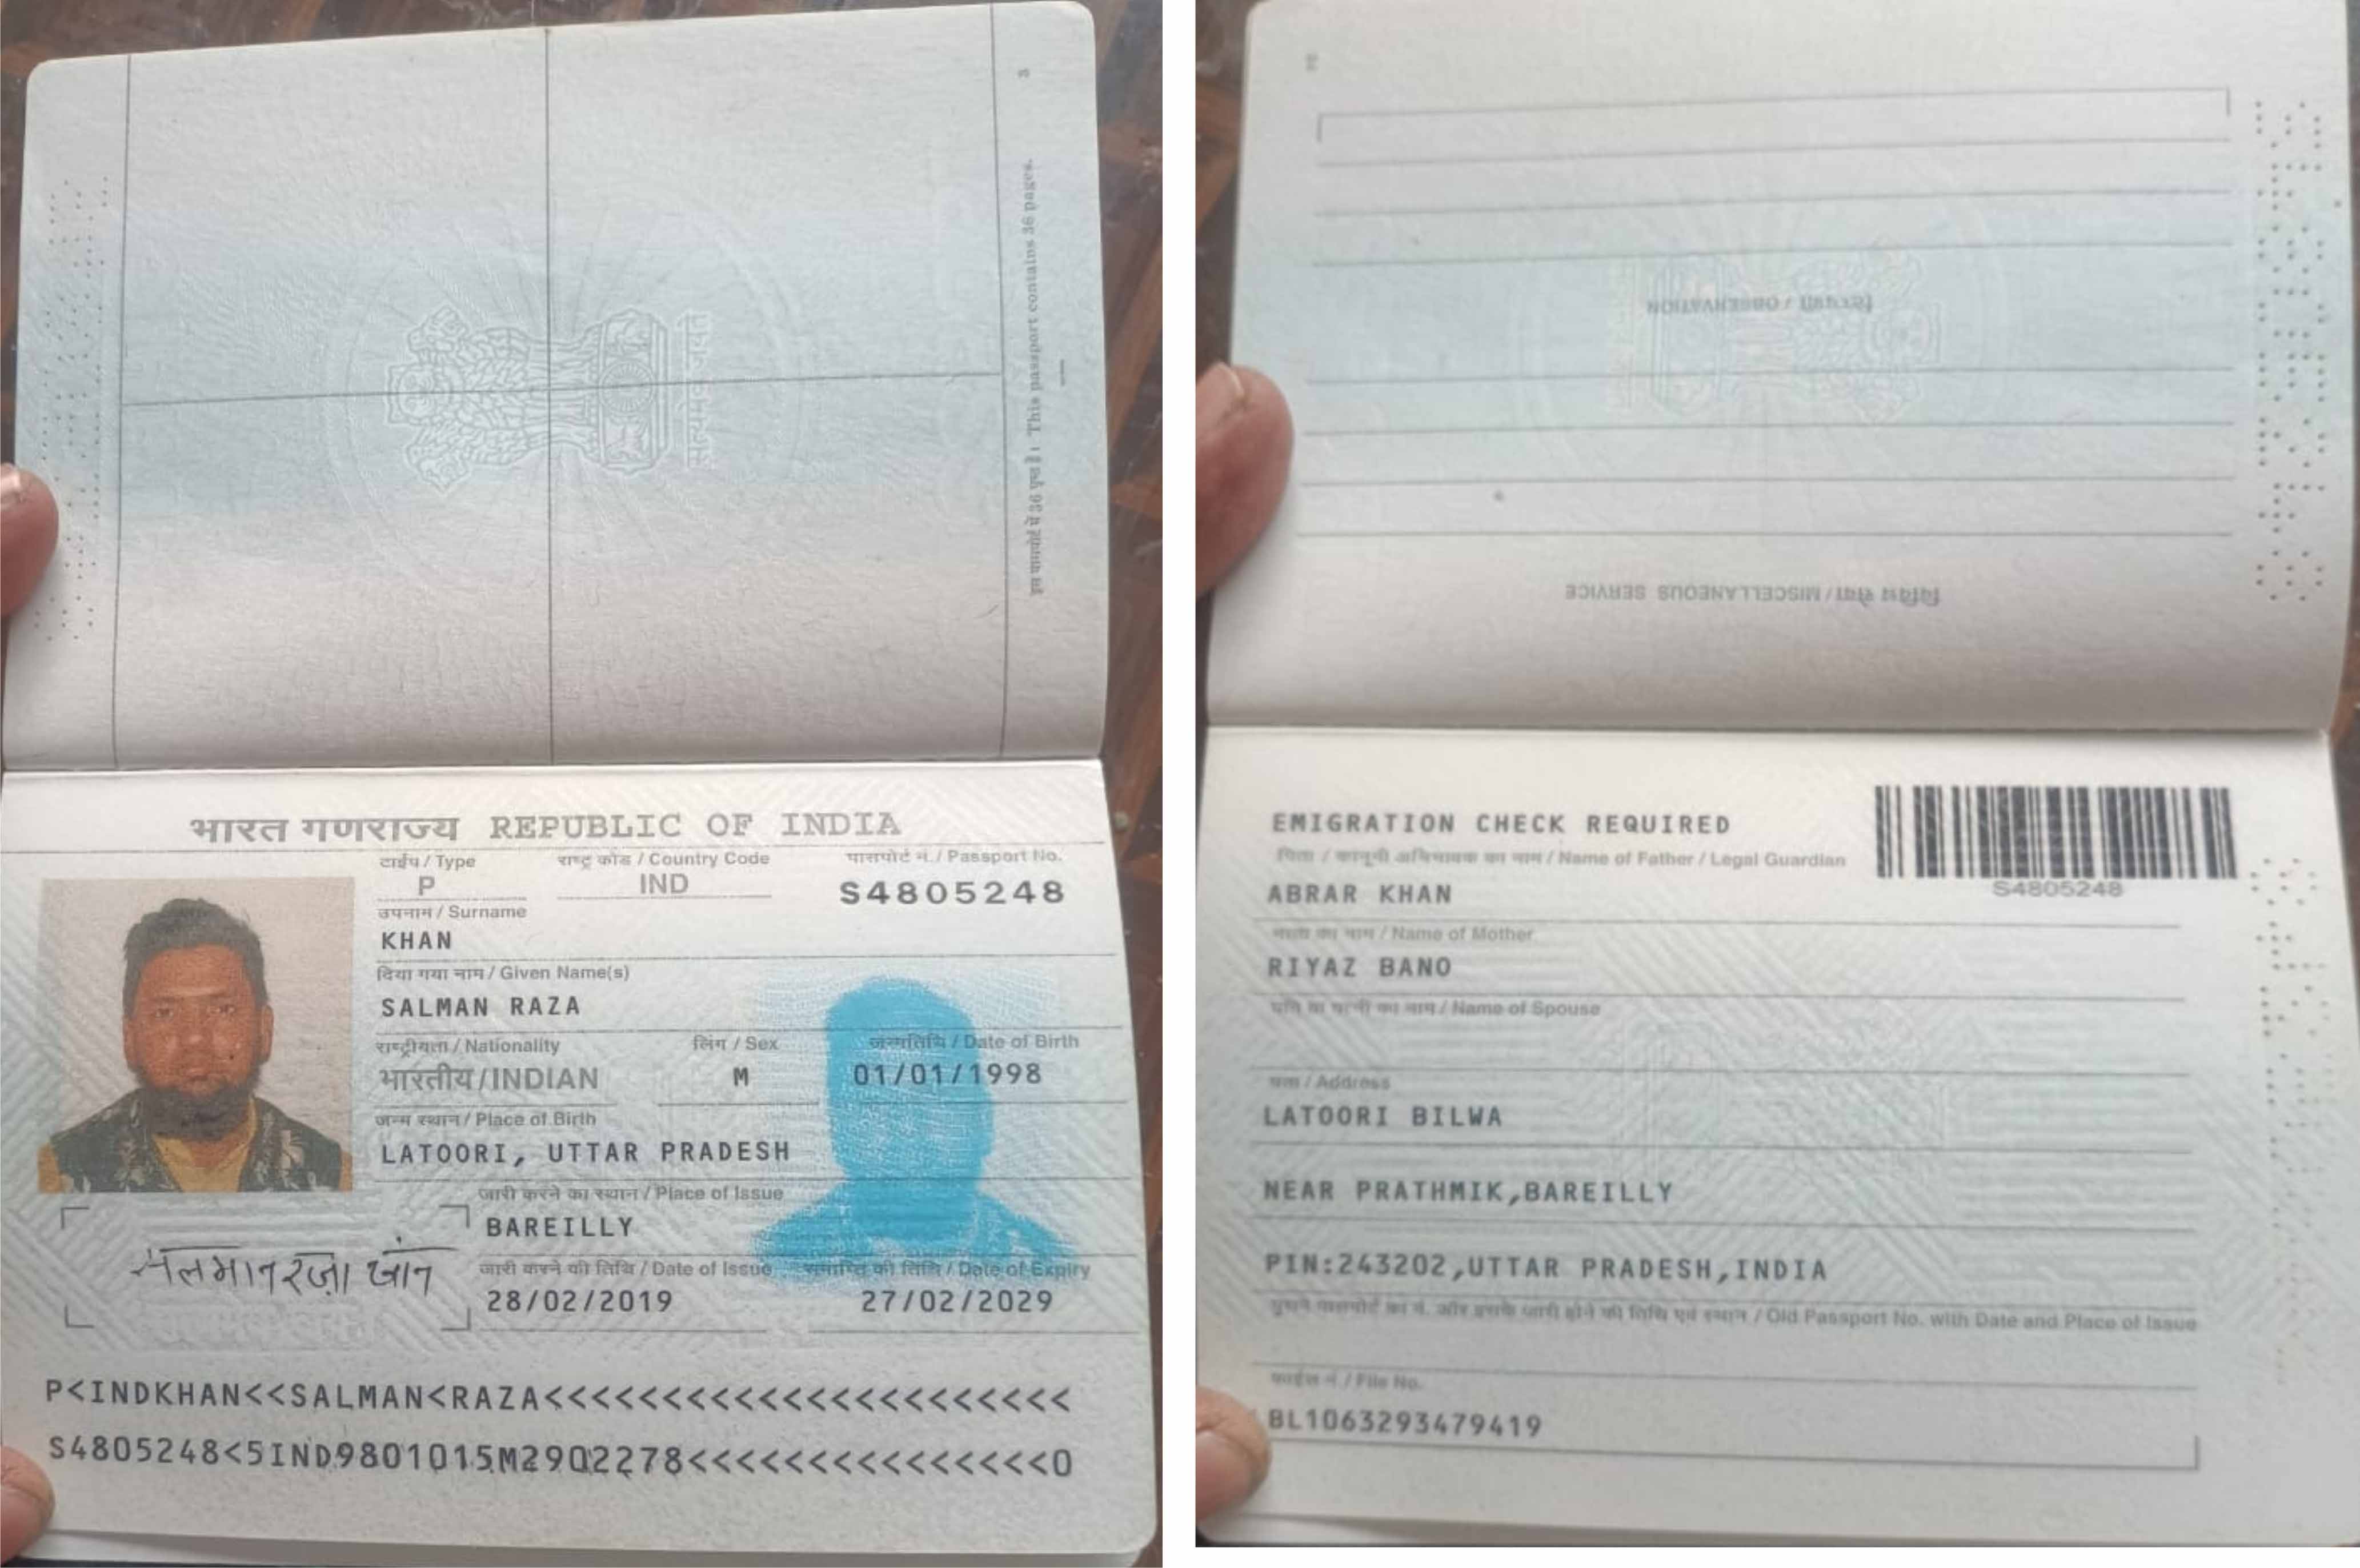 3
इस पासपोर्ट में 36 पृष्ठ हैं। This passport contains 36 pages.
भारत गणराज्य REPUBLIC OF INDIA
टाईप / Type
राष्ट्र कोड / Country Code
पासपोर्ट नं. / Passport No.
P
IND
S4805248
उपनाम / Surname
KHAN
दिया गया नाम / Given Name(s)
SALMAN RAZA
राष्ट्रीयता / Nationality
लिंग / Sex
जन्मतिथि / Date of Birth
भारतीय/INDIAN
M
01/01/1998
जन्म स्थान / Place of Birth
LATOORI, UTTAR PRADESH
जारी करने का स्थान / Place of Issue
BAREILLY
सलमान रज़ा खांन
जारी करने की तिथि / Date of Issue
समाप्ति की तिथि / Date of Expiry
28/02/2019
27/02/2029
P<INDKHAN<<SALMAN<RAZA<<<<<<<<<<<<<<<<<<<<<<
S4805248<5IND9801015M2902278<<<<<<<<<<<<<<<0
टिप्पणी / OBSERVATION
विविध सेवा / MISCELLANEOUS SERVICE
EMIGRATION CHECK REQUIRED
पिता / कानूनी अभिभावक का नाम / Name of Father / Legal Guardian
S4805248
ABRAR KHAN
माता का नाम / Name of Mother
RIYAZ BANO
पति या पत्नी का नाम / Name of Spouse
पता / Address
LATOORI BILWA
NEAR PRATHMIK,BAREILLY
PIN:243202,UTTAR PRADESH,INDIA
पुराने पासपोर्ट का नं. और इसके जारी होने की तिथि एवं स्थान / Old Passport No. with Date and Place of Issue
फाईल नं / File No.
BL1063293479419